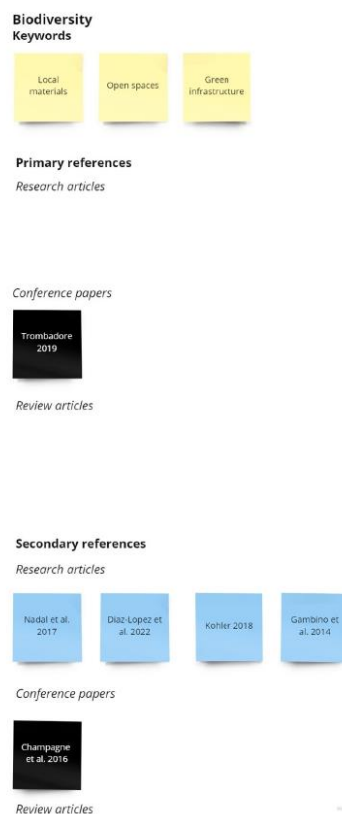 Biodiversity
Keywords
Local
materials
Open spaces
Green
infrastructure
Primary references
Research articles
Conference papers
Trombadore
2019
Review articles
Secondary references
Research articles
Nadal et al.
2017
Diaz-Lopez et
al. 2022
Kohler 2018
Gambino et
al. 2014
Conference papers
Champagne
et al. 2016
Review articles